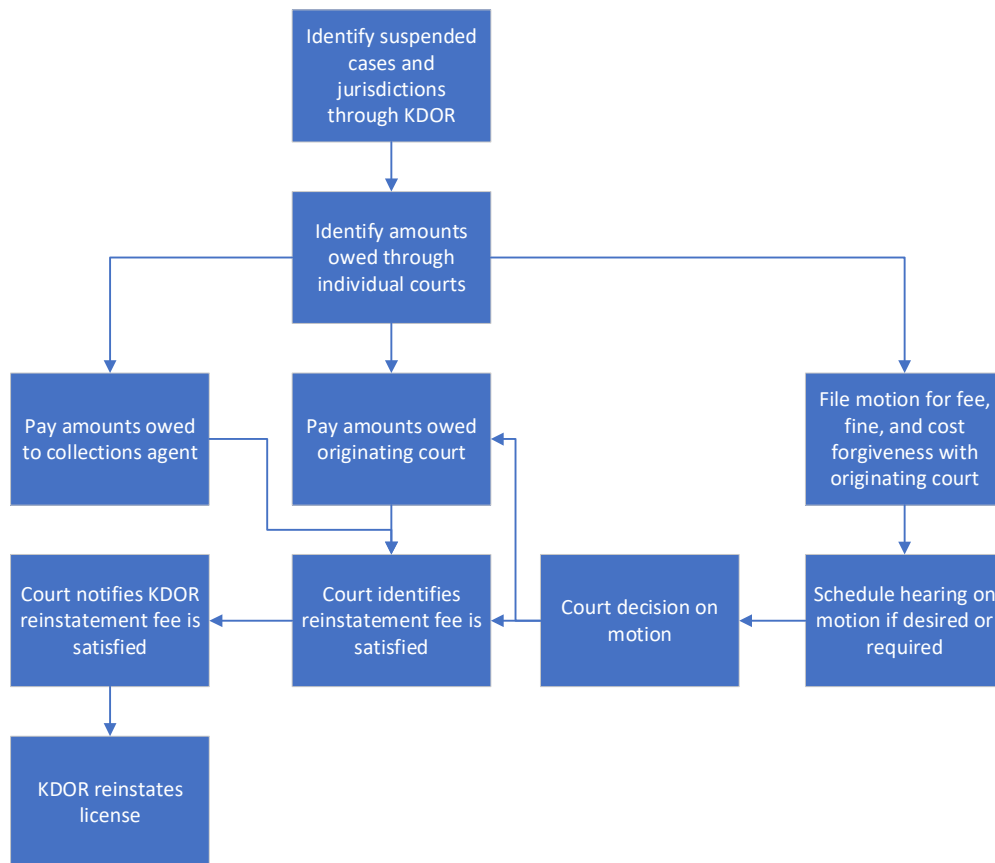 Identify suspended
cases and
jurisdictions
through KDOR
Identify amounts
owed through
individual courts
Pay amounts owed
to collections agent
Pay amounts owed
originating court
File motion for fee,
fine, and cost
forgiveness with
originating court
Court notifies KDOR
reinstatement fee is
satisfied
Court identifies
reinstatement fee is
satisfied
Court decision on
motion
Schedule hearing on
motion if desired or
required
KDOR reinstates
license